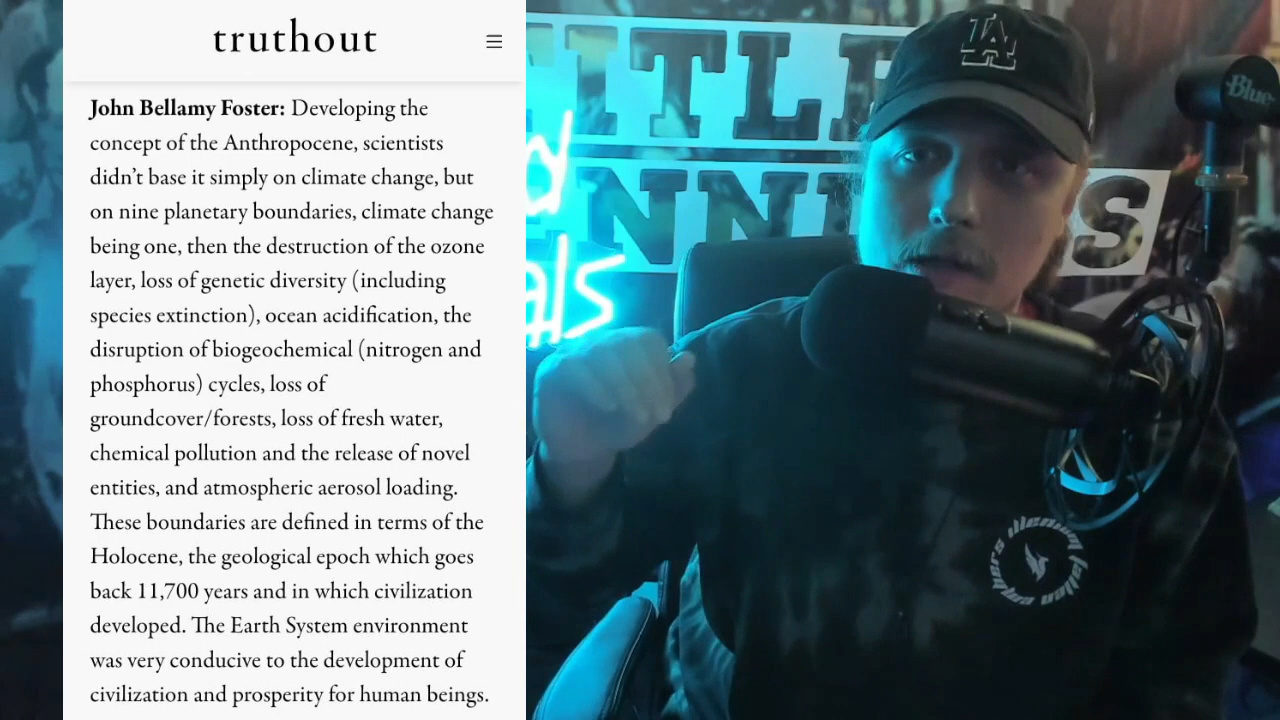 truthout
John Bellamy Foster: Developing the
concept of the Anthropocene, scientists
didn’t base it simply on climate change, but
on nine planetary boundaries, climate change
being one, then the destruction of the ozone
layer, loss of genetic diversity (including
species extinction), ocean acidification, the
disruption of biogeochemical (nitrogen and
phosphorus) cycles, loss of
groundcover/forests, loss of fresh water,
chemical pollution and the release of novel
entities, and atmospheric aerosol loading.
These boundaries are defined in terms of the
Holocene, the geological epoch which goes
back 11,700 years and in which civilization
developed. The Earth System environment
was very conducive to the development of
civilization and prosperity for human beings.
LA
Blue
illenium fallen embers